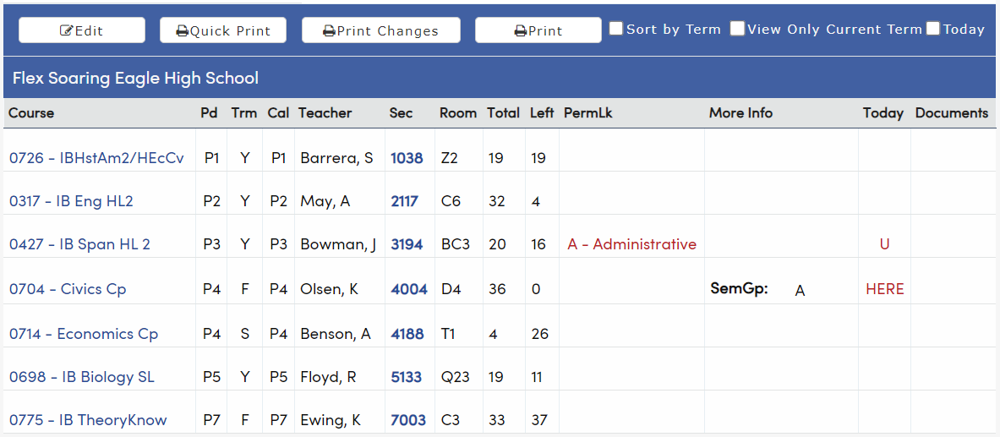 Edit Quick Print Print Changes Print Sort by Term View Only Current Term Today
Flex Soaring Eagle High School
Course Pd Trm Cal Teacher Sec Room Total Left PermLk More Info Today Documents
0726 - IBHstAm2/HEcCv P1 Y P1 Barrera, S 1038 Z2 19 19
0317 - IB Eng HL2 P2 Y P2 May, A 2117 C6 32 4
0427 - IB Span HL 2 P3 Y P3 Bowman, J 3194 BC3 20 16 A - Administrative U
0704 - Civics Cp P4 F P4 Olsen, K 4004 D4 36 0 SemGp: A HERE
0714 - Economics Cp P4 S P4 Benson, A 4188 T1 4 26
0698 - IB Biology SL P5 Y P5 Floyd, R 5133 Q23 19 11
0775 - IB TheoryKnow P7 F P7 Ewing, K 7003 C3 33 37